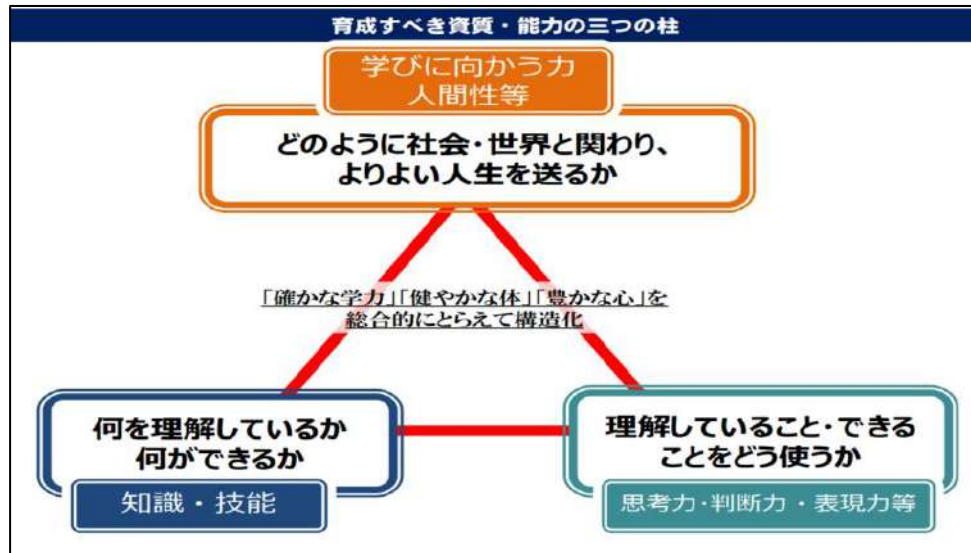 育成すべき資質・能力の三つの柱
学びに向かう力
人間性等
どのように社会・世界と関わり、
よりよい人生を送るか
「確かな学力」「健やかな体」「豊かな心」を
総合的にとらえて構造化
何を理解しているか
何ができるか
知識・技能
理解していること・できる
ことをどう使うか
思考力・判断力・表現力等